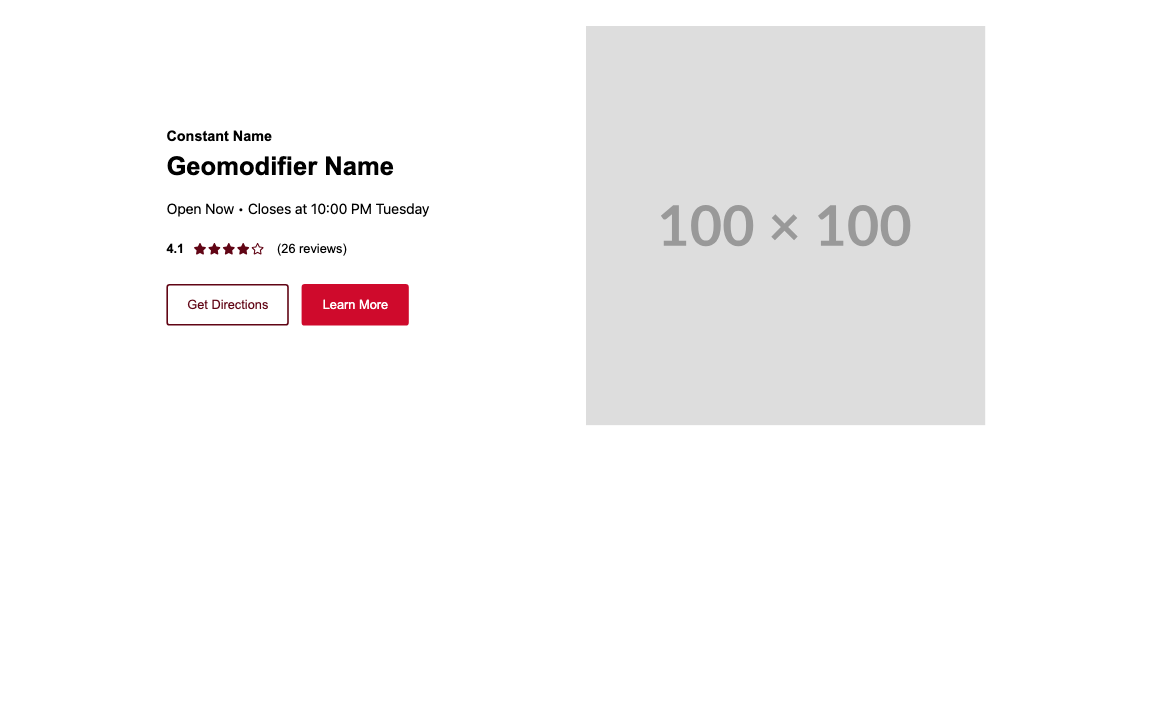 Constant Name
Geomodifier Name
Open Now • Closes at 10:00 PM Tuesday
4.1 ★★★★☆ (26 reviews)
Get Directions
Learn More
100 × 100